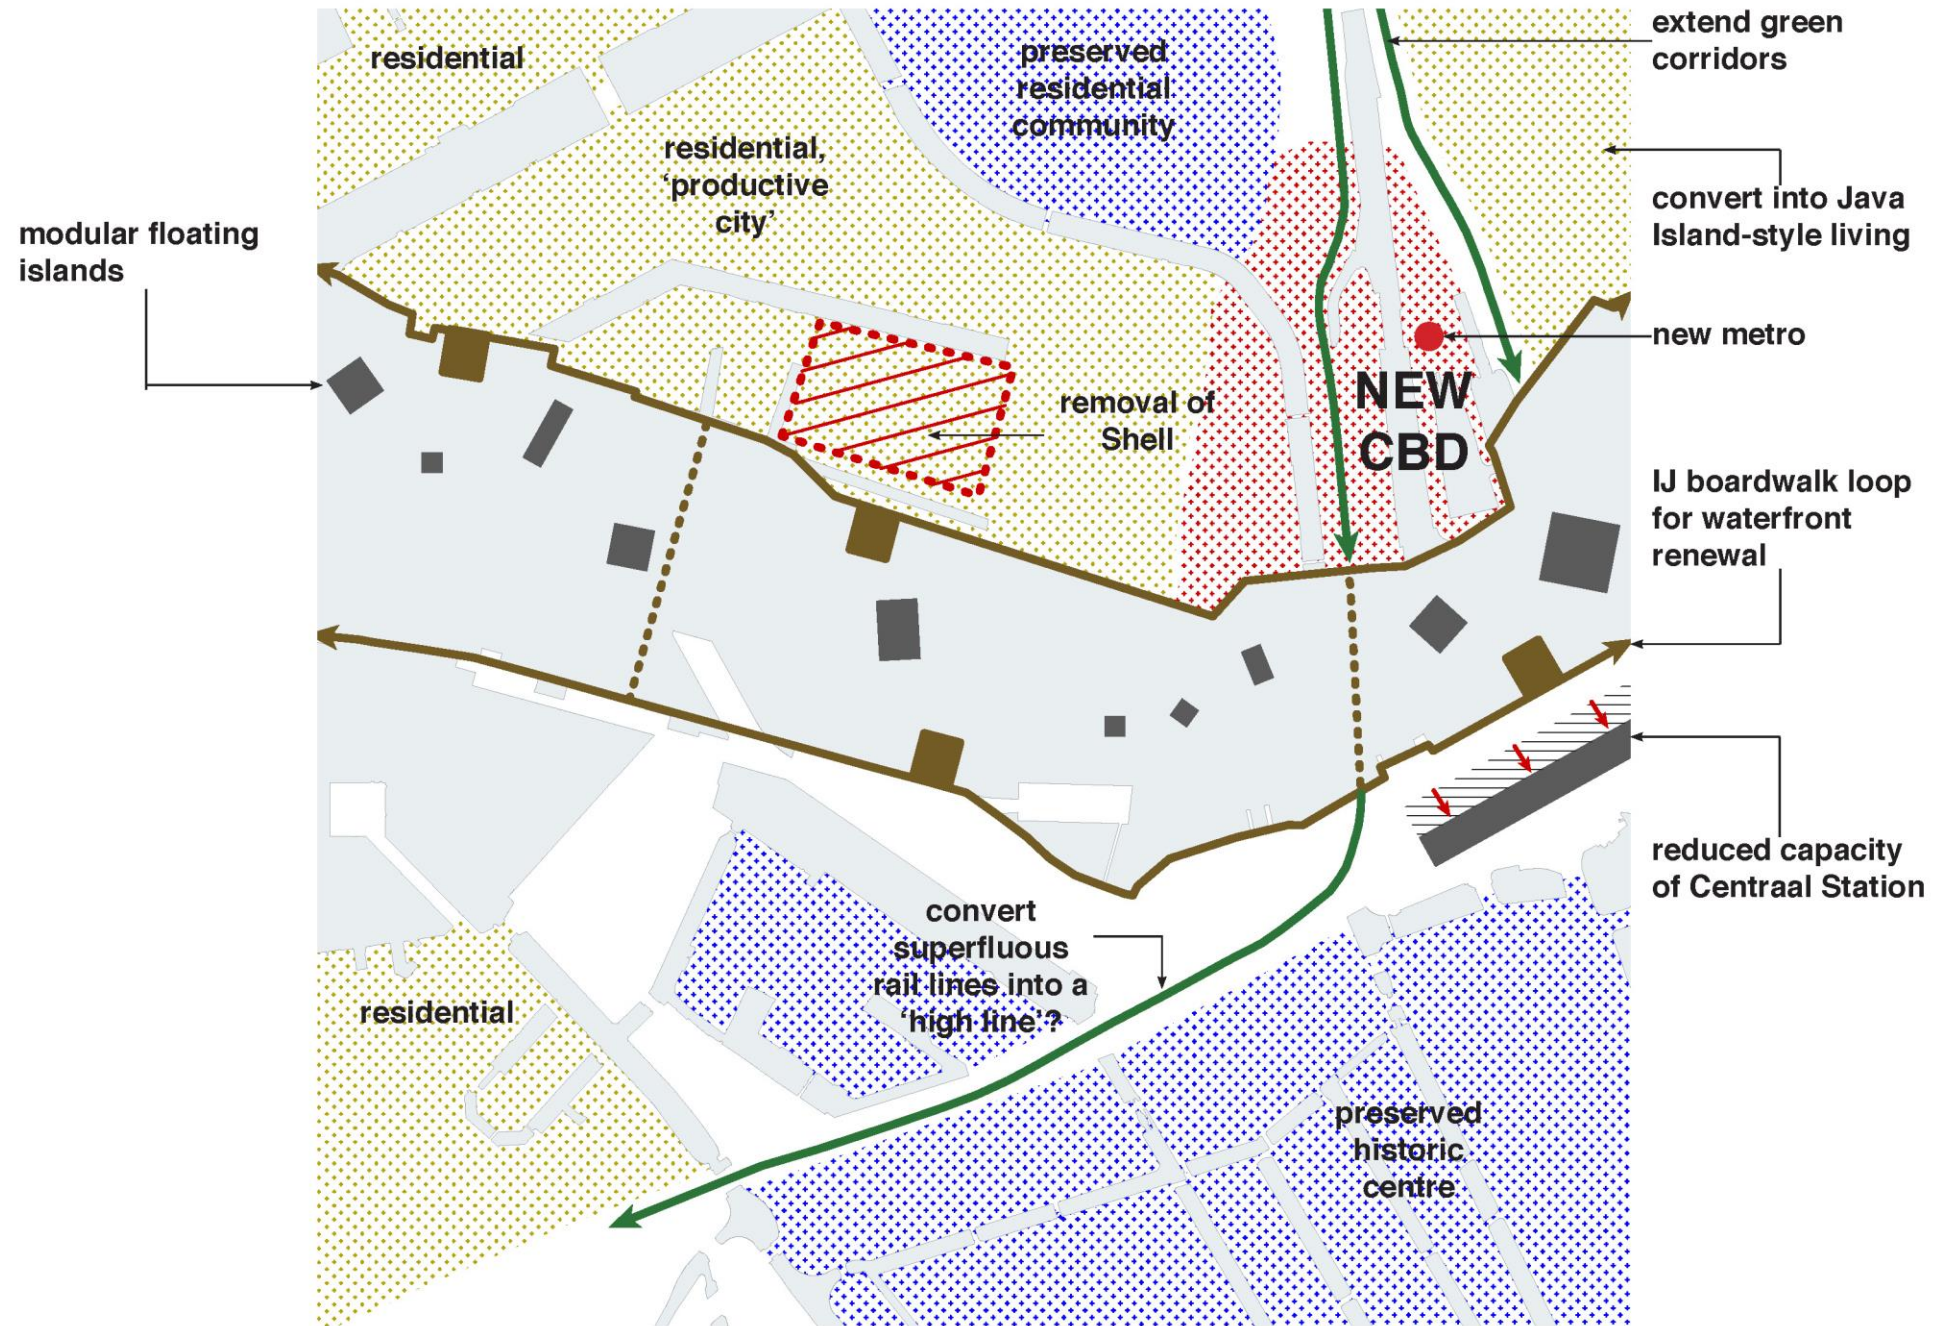 residential
preserved
residential
community
extend green
corridors
residential,
‘productive
city’
convert into Java
Island-style living
modular floating
islands
new metro
NEW
CBD
removal of
Shell
IJ boardwalk loop
for waterfront
renewal
reduced capacity
of Centraal Station
convert
superfluous
rail lines into a
‘high line’?
residential
preserved
historic
centre